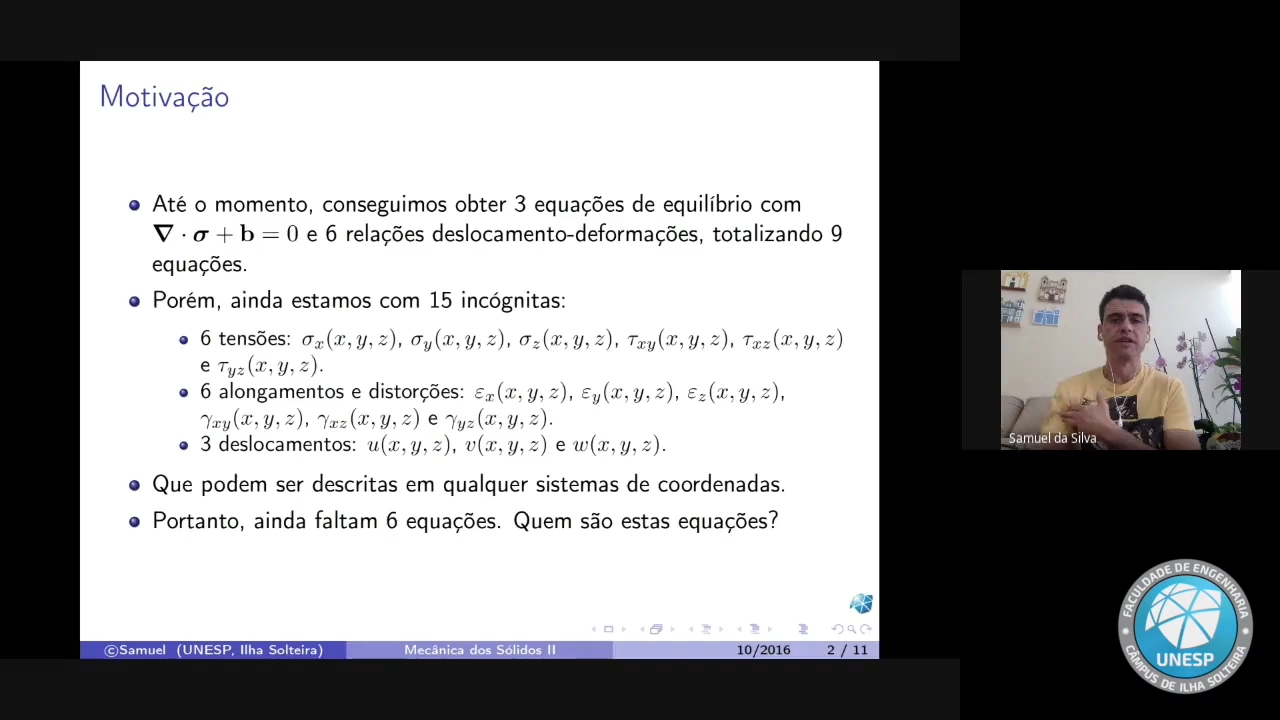 Motivação
Até o momento, conseguimos obter 3 equações de equilíbrio com
∇ · σ + b = 0 e 6 relações deslocamento-deformações, totalizando 9
equações.
Porém, ainda estamos com 15 incógnitas:
6 tensões: σx(x, y, z), σy(x, y, z), σz(x, y, z), τxy(x, y, z), τxz(x, y, z)
e τyz(x, y, z).
6 alongamentos e distorções: εx(x, y, z), εy(x, y, z), εz(x, y, z),
γxy(x, y, z), γxz(x, y, z) e γyz(x, y, z).
3 deslocamentos: u(x, y, z), v(x, y, z) e w(x, y, z).
Que podem ser descritas em qualquer sistemas de coordenadas.
Portanto, ainda faltam 6 equações. Quem são estas equações?
©Samuel (UNESP, Ilha Solteira) Mecânica dos Sólidos II 10/2016 2 / 11
Samuel da Silva
FACULDADE DE ENGENHARIA
UNESP
CÂMPUS DE ILHA SOLTEIRA